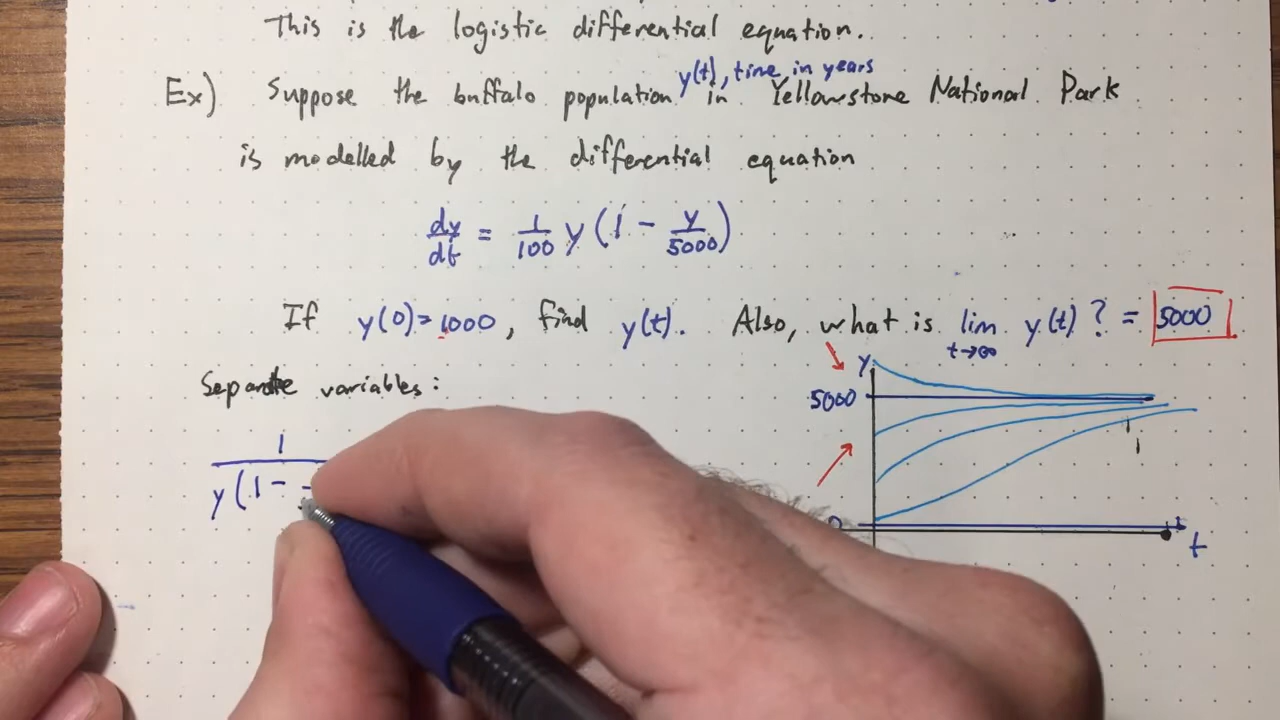 This is the logistic differential equation.
y(t), time in years
Ex) Suppose the buffalo population in Yellowstone National Park
is modelled by the differential equation
dy/dt = 1/100 y (1 - y/5000)
If y(0)=1000, find y(t). Also, what is lim t→∞ y(t)? = 5000
Separate variables:
y
5000
1
y(1-
0
t
t